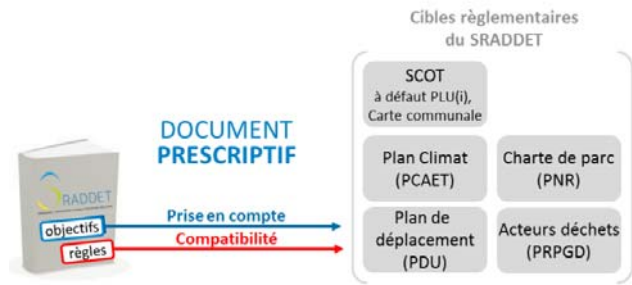 Cibles règlementaires
du SRADDET
SCOT
à défaut PLU(i),
Carte communale
DOCUMENT
PRESCRIPTIF
Plan Climat
(PCAET)
Charte de parc
(PNR)
RADDET
objectifs
règles
Prise en compte
Compatibilité
Plan de
déplacement
(PDU)
Acteurs déchets
(PRPGD)